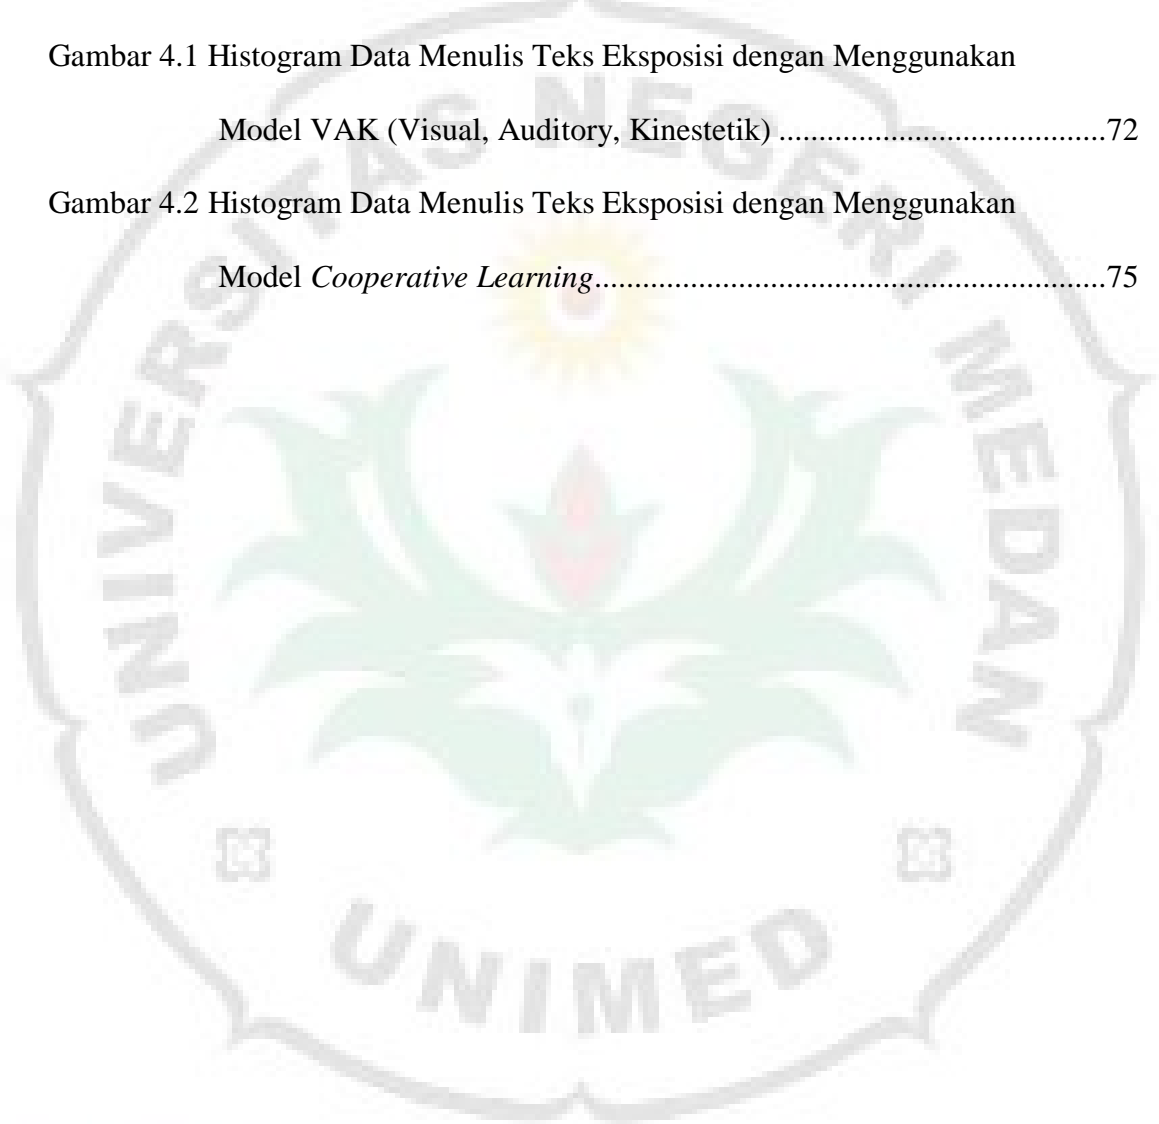 Gambar 4.1 Histogram Data Menulis Teks Eksposisi dengan Menggunakan
Model VAK (Visual, Auditory, Kinestetik) .........................................72
Gambar 4.2 Histogram Data Menulis Teks Eksposisi dengan Menggunakan
Model Cooperative Learning................................................................75
UNIVERSITAS NEGERI MEDAN
UNIMED